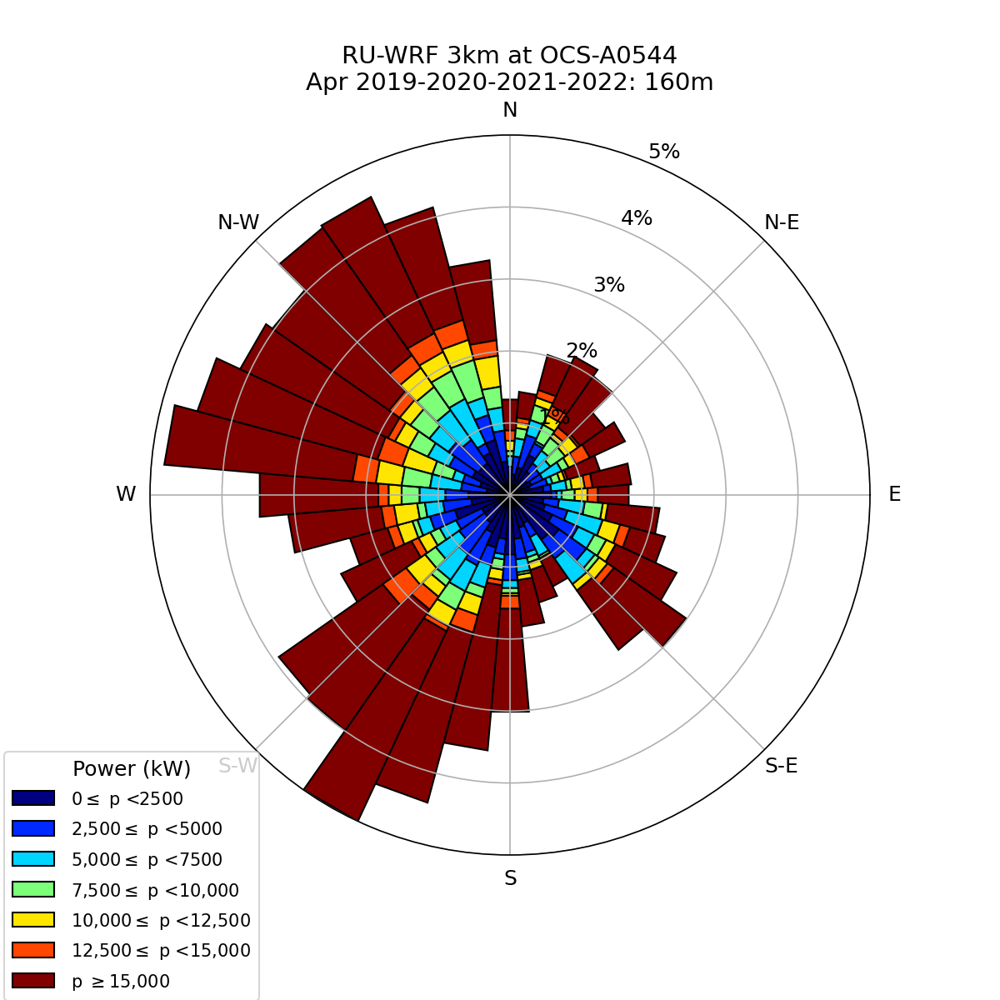 RU-WRF 3km at OCS-A0544
Apr 2019-2020-2021-2022: 160m
N
5%
N-W
4%
N-E
3%
2%
1%
W
E
S-W
S-E
S
Power (kW)
0≤ p <2500
2,500≤ p <5000
5,000≤ p <7500
7,500≤ p <10,000
10,000≤ p <12,500
12,500≤ p <15,000
p ≥15,000